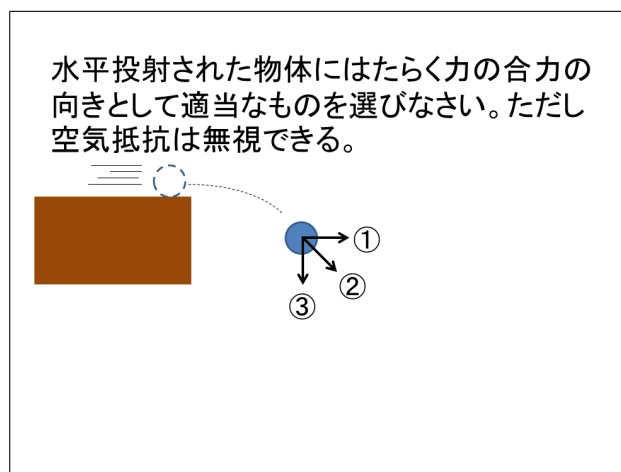 水平投射された物体にはたらく力の合力の
向きとして適当なものを選びなさい。ただし
空気抵抗は無視できる。
①
②
③